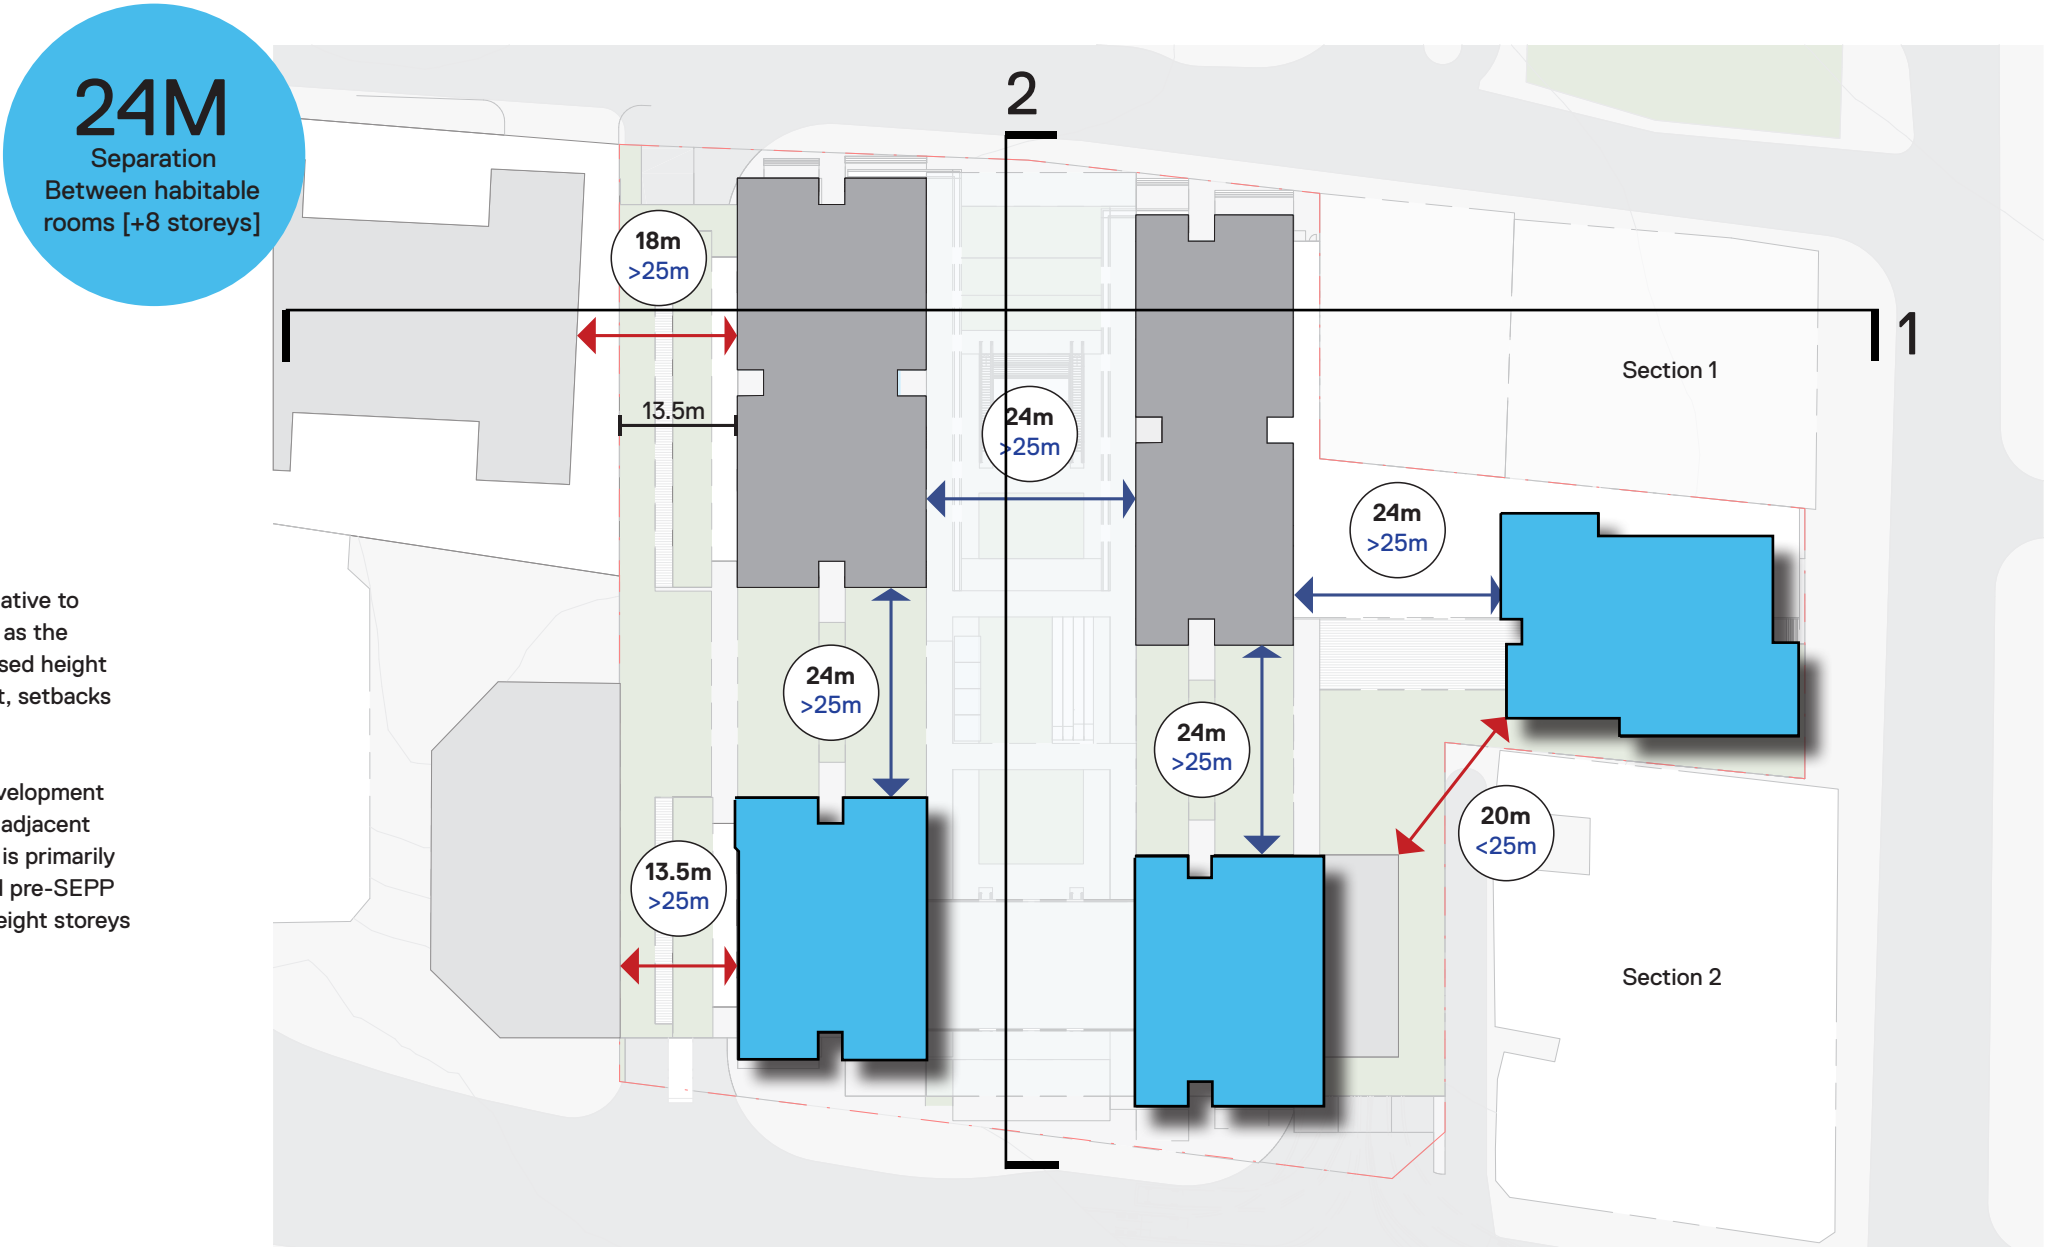 24M
Separation
Between habitable
rooms [+8 storeys]
2
18m
>25m
1
Section 1
13.5m
24m
>25m
24m
>25m
ative to
as the
sed height
t, setbacks
24m
>25m
24m
>25m
velopment
adjacent
is primarily
l pre-SEPP
eight storeys
20m
<25m
13.5m
>25m
Section 2